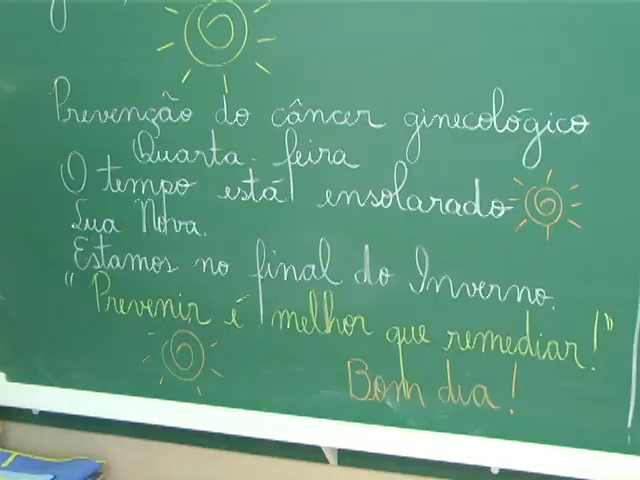 Prevenção do câncer ginecológico
Quarta-feira
O tempo está ensolarado
Lua Nova.
Estamos no final do Inverno.
"Prevenir é melhor que remediar!"
Bom dia!